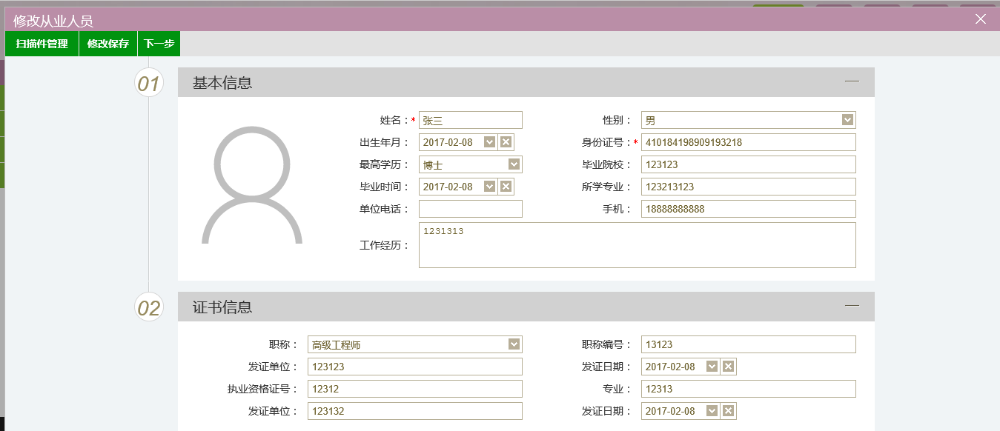 修改从业人员
扫描件管理 修改保存 下一步
01 基本信息
姓名：* 张三 性别： 男
出生年月： 2017-02-08 身份证号：* 410184198909193218
最高学历： 博士 毕业院校： 123123
毕业时间： 2017-02-08 所学专业： 123213123
单位电话： 手机： 18888888888
工作经历： 1231313
02 证书信息
职称： 高级工程师 职称编号： 13123
发证单位： 123123 发证日期： 2017-02-08
执业资格证号： 12312 专业： 12313
发证单位： 123132 发证日期： 2017-02-08